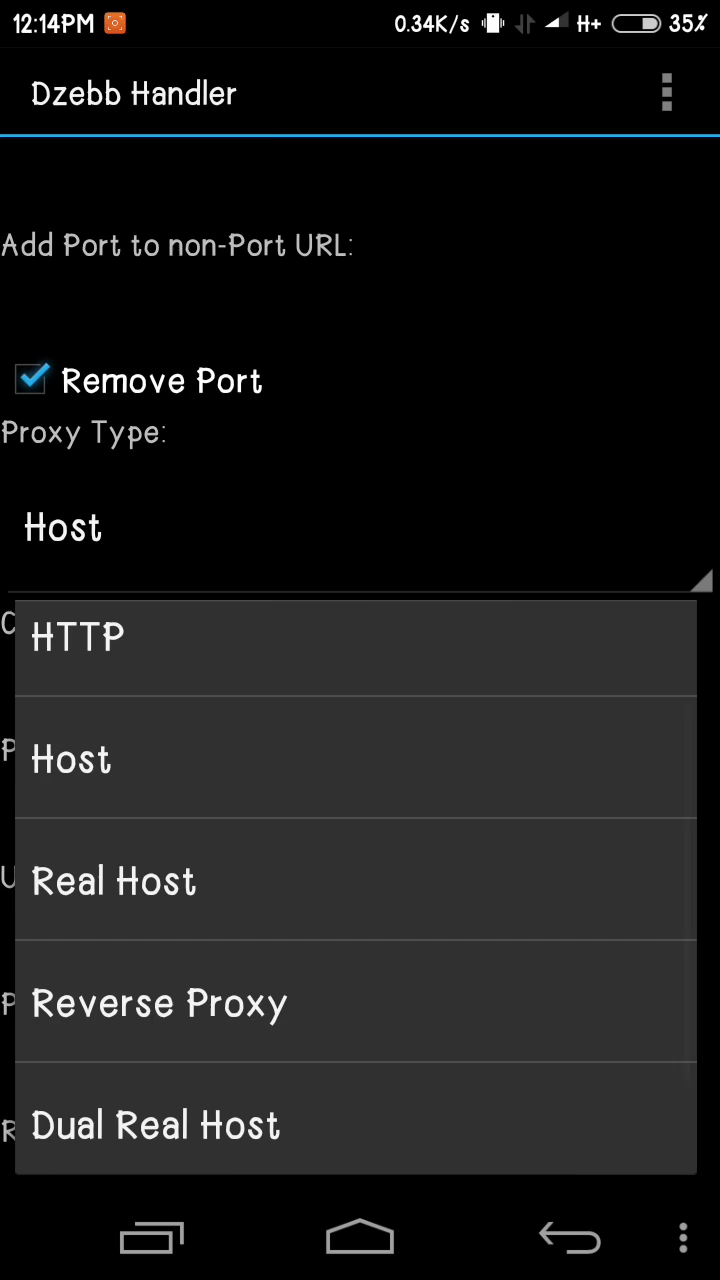 12:14PM 0.34K/s H+ 35%
Dzebb Handler
Add Port to non-Port URL:
Remove Port
Proxy Type:
Host
HTTP
Host
Real Host
Reverse Proxy
Dual Real Host